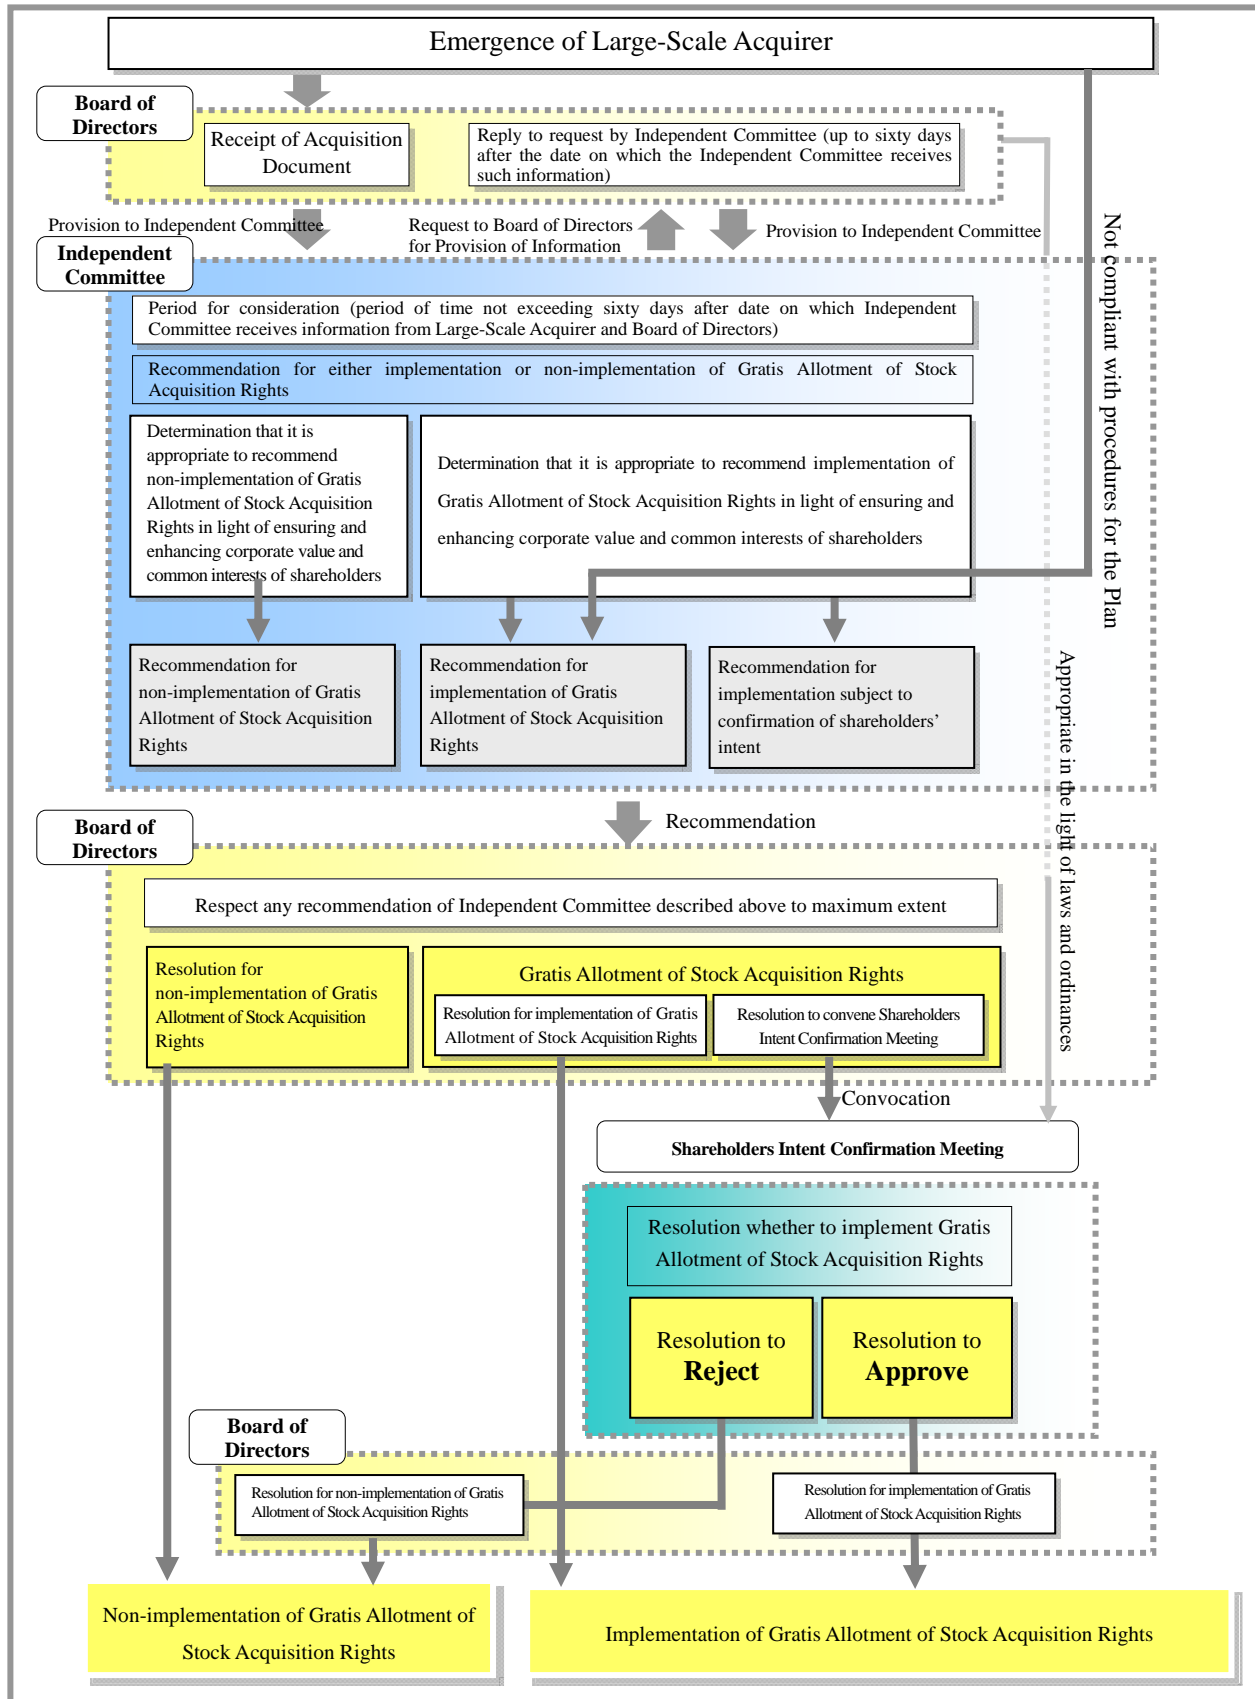 Emergence of Large-Scale Acquirer
Board of
Directors
Receipt of Acquisition
Document
Reply to request by Independent Committee (up to sixty days
after the date on which the Independent Committee receives
such information)
Provision to Independent Committee
Request to Board of Directors
for Provision of Information
Provision to Independent Committee
Not compliant with procedures for the Plan
Independent
Committee
Period for consideration (period of time not exceeding sixty days after date on which Independent
Committee receives information from Large-Scale Acquirer and Board of Directors)
Recommendation for either implementation or non-implementation of Gratis Allotment of Stock
Acquisition Rights
Determination that it is
appropriate to recommend
non-implementation of Gratis
Allotment of Stock Acquisition
Rights in light of ensuring and
enhancing corporate value and
common interests of shareholders
Determination that it is appropriate to recommend implementation of
Gratis Allotment of Stock Acquisition Rights in light of ensuring and
enhancing corporate value and common interests of shareholders
Recommendation for
non-implementation of Gratis
Allotment of Stock Acquisition
Rights
Recommendation for
implementation of Gratis
Allotment of Stock Acquisition
Rights
Recommendation for
implementation subject to
confirmation of shareholders’
intent
Appropriate in the light of laws and ordinances
Recommendation
Board of
Directors
Respect any recommendation of Independent Committee described above to maximum extent
Resolution for
non-implementation of Gratis
Allotment of Stock Acquisition
Rights
Gratis Allotment of Stock Acquisition Rights
Resolution for implementation of Gratis
Allotment of Stock Acquisition Rights
Resolution to convene Shareholders
Intent Confirmation Meeting
Convocation
Shareholders Intent Confirmation Meeting
Resolution whether to implement Gratis
Allotment of Stock Acquisition Rights
Resolution to
Reject
Resolution to
Approve
Board of
Directors
Resolution for non-implementation of Gratis
Allotment of Stock Acquisition Rights
Resolution for implementation of Gratis
Allotment of Stock Acquisition Rights
Non-implementation of Gratis Allotment of
Stock Acquisition Rights
Implementation of Gratis Allotment of Stock Acquisition Rights